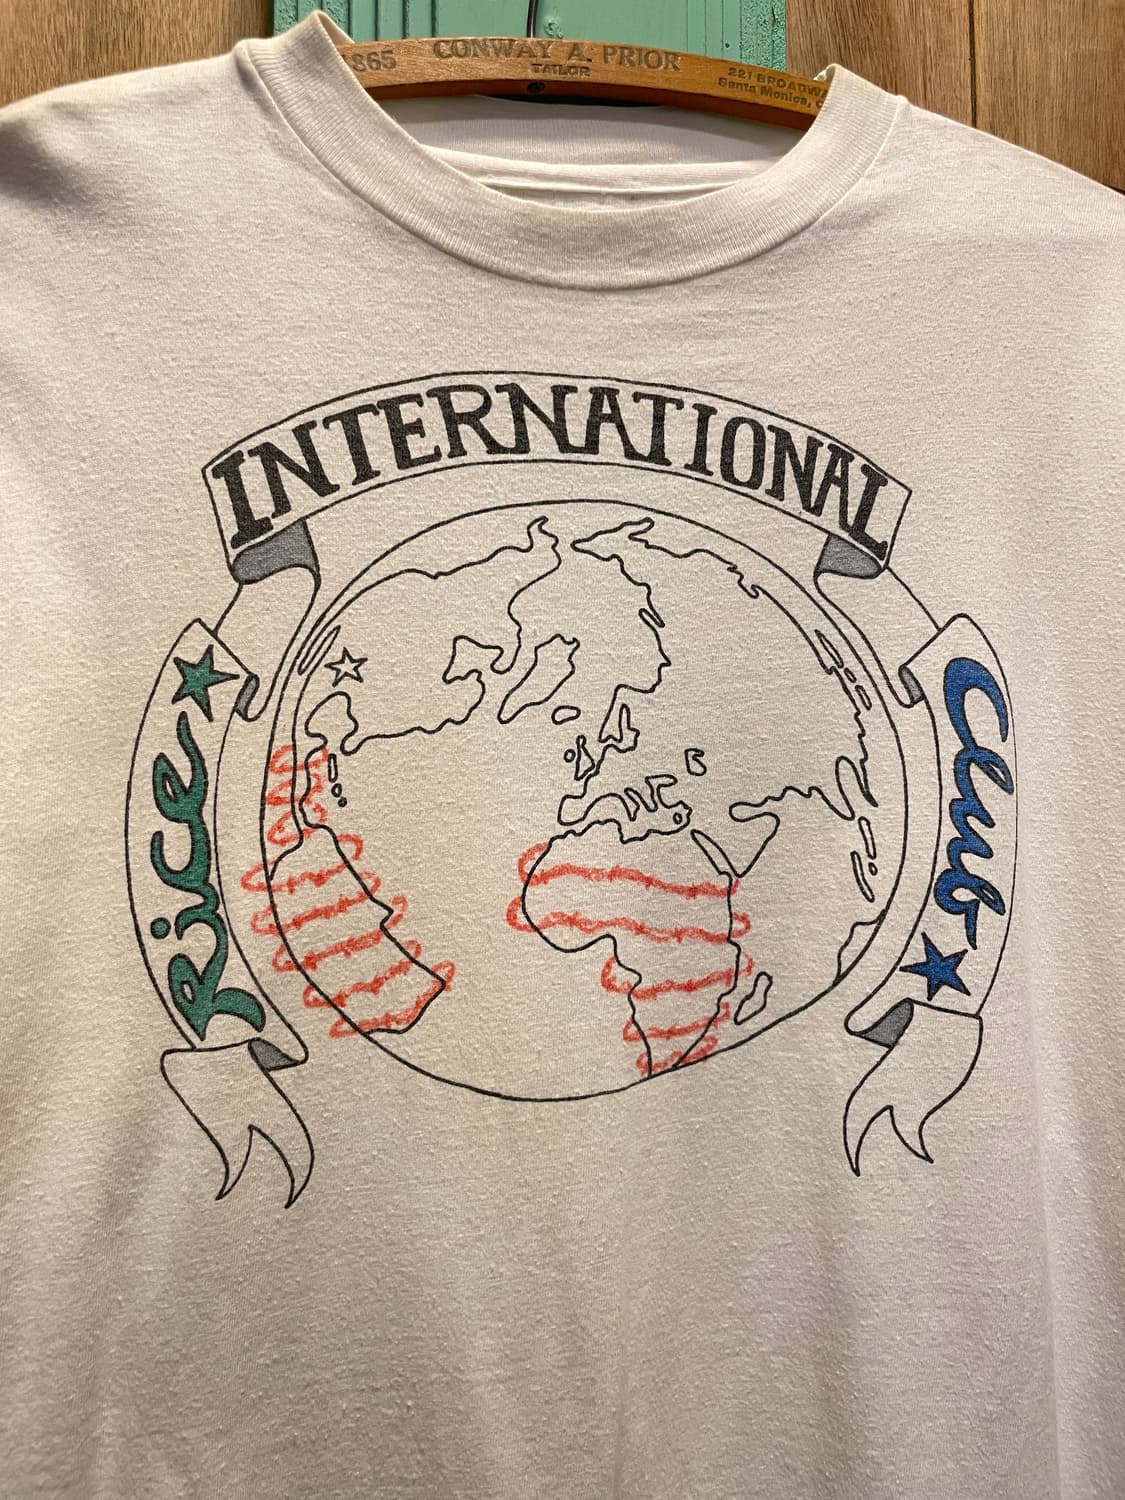 865 CONWAY A. PRIOR
TAILOR
221 BROADWAY
Santa Monica,
INTERNATIONAL
Rice
Club